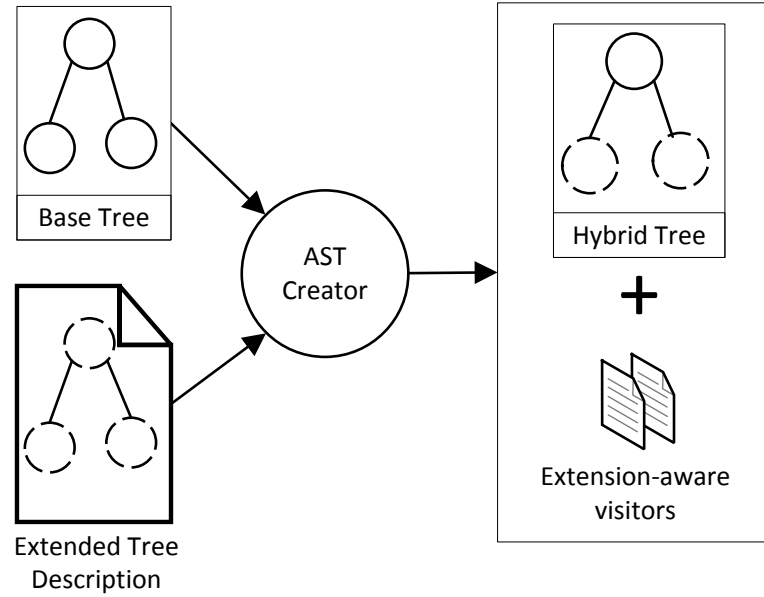 Base Tree
Extended Tree
Description
AST
Creator
Hybrid Tree
+
Extension-aware
visitors